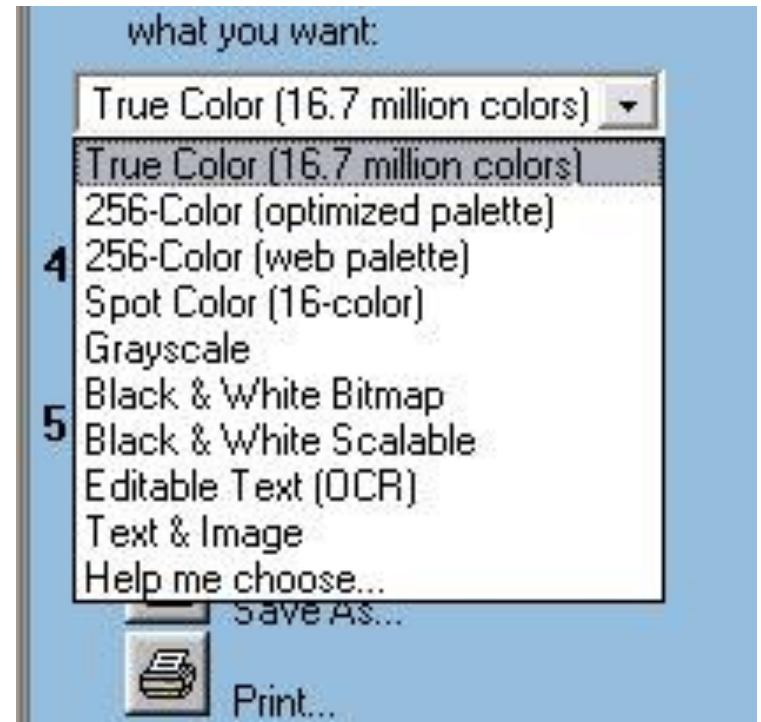 what you want:
True Color (16.7 million colors)
True Color (16.7 million colors)
256-Color (optimized palette)
4 256-Color (web palette)
Spot Color (16-color)
Grayscale
Black & White Bitmap
5 Black & White Scalable
Editable Text (OCR)
Text & Image
Help me choose...
Save As...
Print...